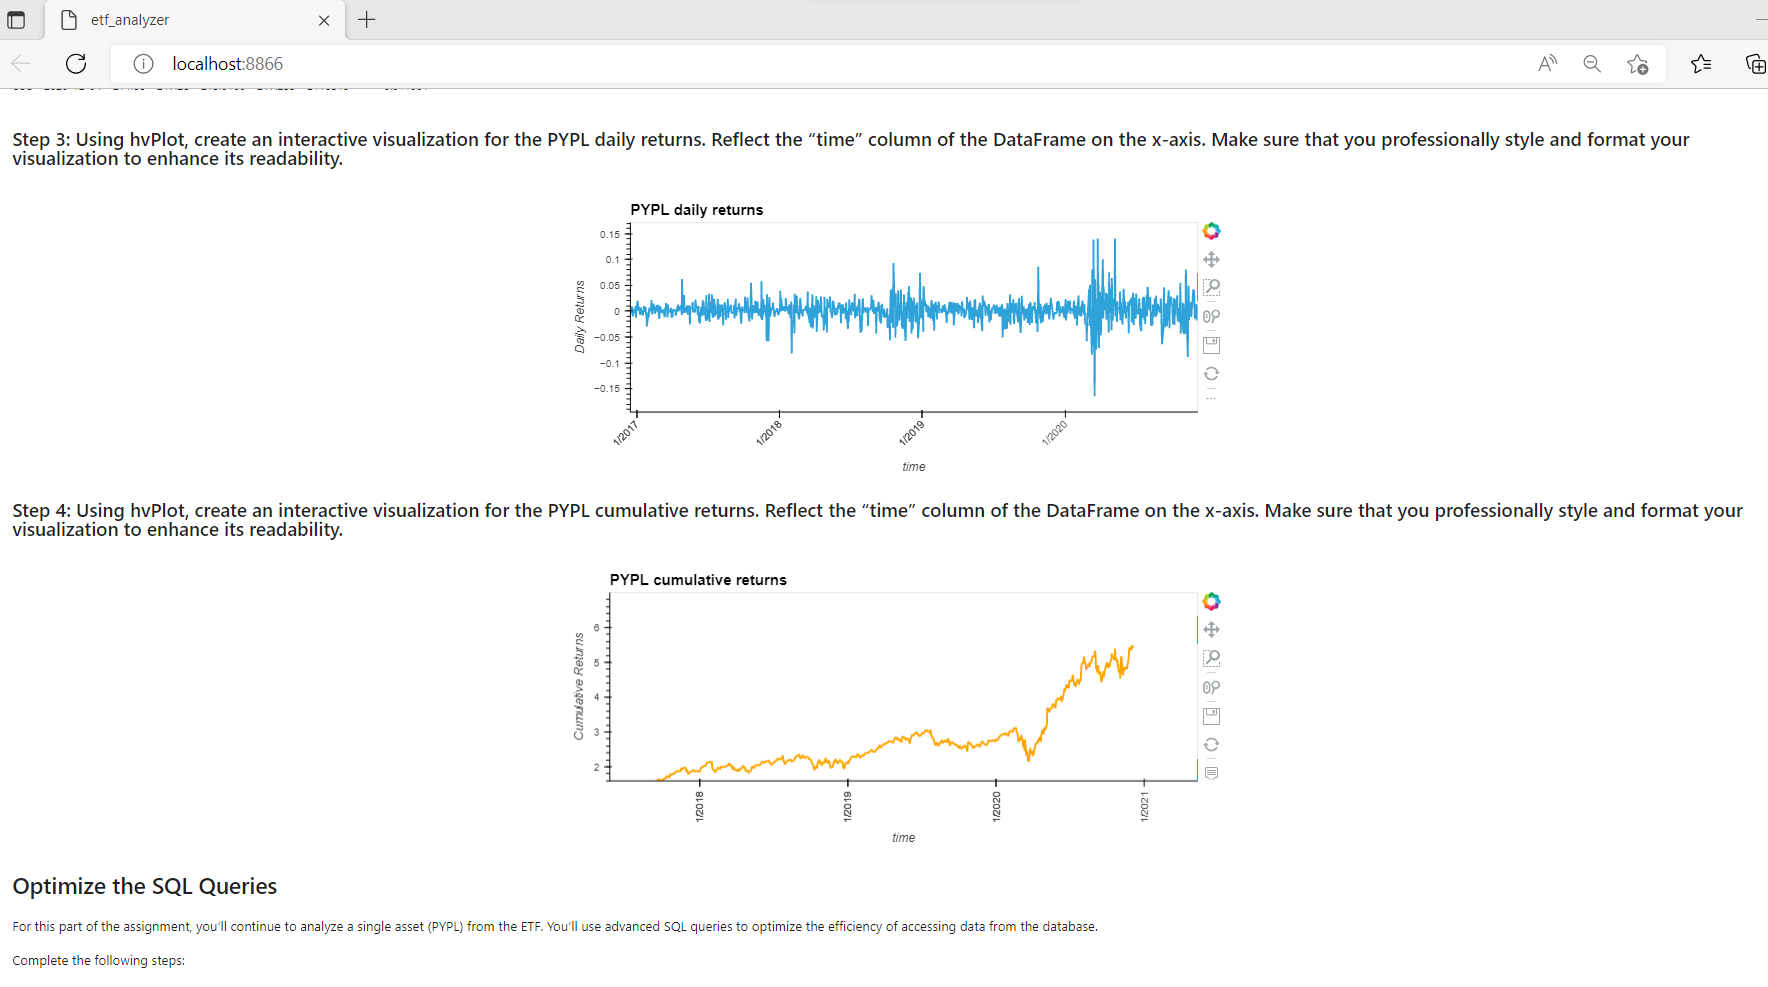 etf_analyzer
localhost:8866
Step 3: Using hvPlot, create an interactive visualization for the PYPL daily returns. Reflect the “time” column of the DataFrame on the x-axis. Make sure that you professionally style and format your
visualization to enhance its readability.
PYPL daily returns
0.15
0.1
0.05
0
−0.05
−0.1
−0.15
Daily Returns
1/2017
1/2018
1/2019
1/2020
time
Step 4: Using hvPlot, create an interactive visualization for the PYPL cumulative returns. Reflect the “time” column of the DataFrame on the x-axis. Make sure that you professionally style and format your
visualization to enhance its readability.
PYPL cumulative returns
6
5
4
3
2
Cumulative Returns
1/2018
1/2019
1/2020
1/2021
time
Optimize the SQL Queries
For this part of the assignment, you’ll continue to analyze a single asset (PYPL) from the ETF. You’ll use advanced SQL queries to optimize the efficiency of accessing data from the database.
Complete the following steps: